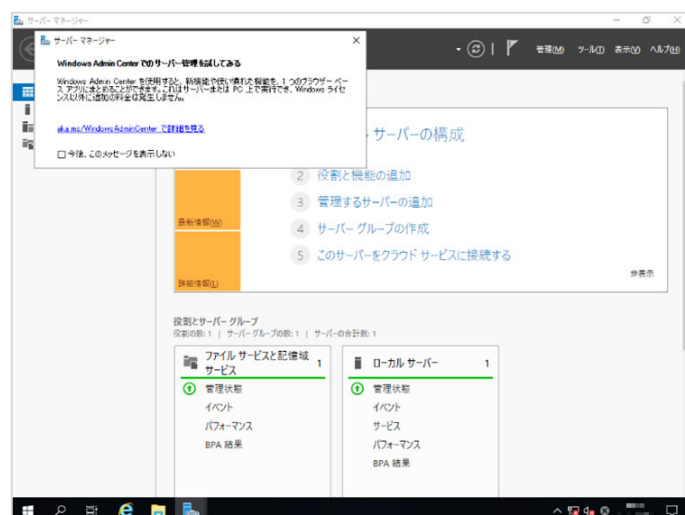 サーバー マネージャー
サーバー マネージャー
Windows Admin Center でのサーバー管理を試してみる
Windows Admin Center を使用すると、新機能や使い慣れた機能を、1 つのブラウザー ベー
ス アプリにまとめることができます。これはサーバーまたは PC 上で実行でき、Windows ライセ
ンス以外に追加の料金は発生しません。
aka.ms/WindowsAdminCenter で詳細を見る
今後、このメッセージを表示しない
管理(M) ツール(T) 表示(V) ヘルプ(H)
ル サーバーの構成
2 役割と機能の追加
3 管理するサーバーの追加
4 サーバー グループの作成
5 このサーバーをクラウド サービスに接続する
最新情報(W)
詳細情報(L)
非表示
役割とサーバー グループ
役割の数: 1 | サーバー グループの数: 1 | サーバーの合計数: 1
ファイル サービスと記憶域 1
サービス
管理状態
イベント
パフォーマンス
BPA 結果
ローカル サーバー 1
管理状態
イベント
サービス
パフォーマンス
BPA 結果